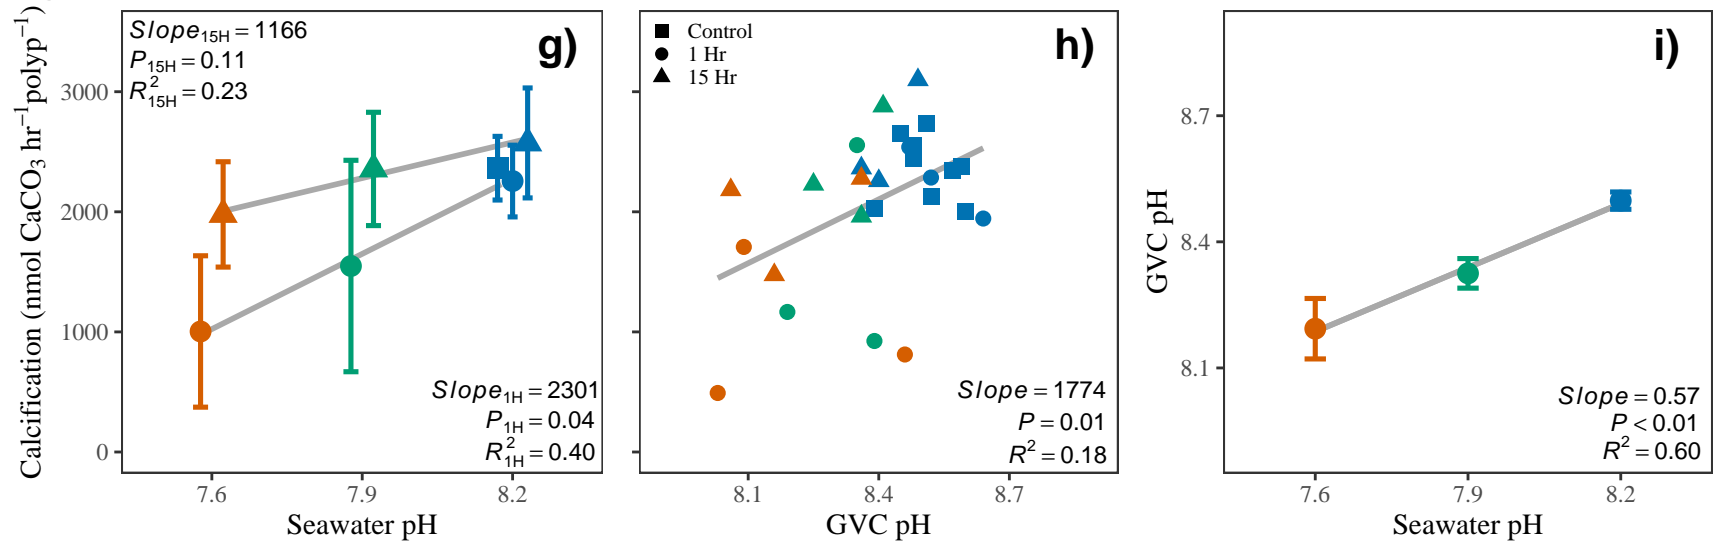 Calcification (nmol CaCO₃ hr⁻¹polyp⁻¹)
Slope₁₅H = 1166
P₁₅H = 0.11
R²₁₅H = 0.23
g)
3000
2000
1000
0
Slope₁H = 2301
P₁H = 0.04
R²₁H = 0.40
7.6 7.9 8.2
Seawater pH
Control
1 Hr
15 Hr
h)
Slope = 1774
P = 0.01
R² = 0.18
8.1 8.4 8.7
GVC pH
i)
GVC pH
8.7
8.4
8.1
Slope = 0.57
P < 0.01
R² = 0.60
7.6 7.9 8.2
Seawater pH